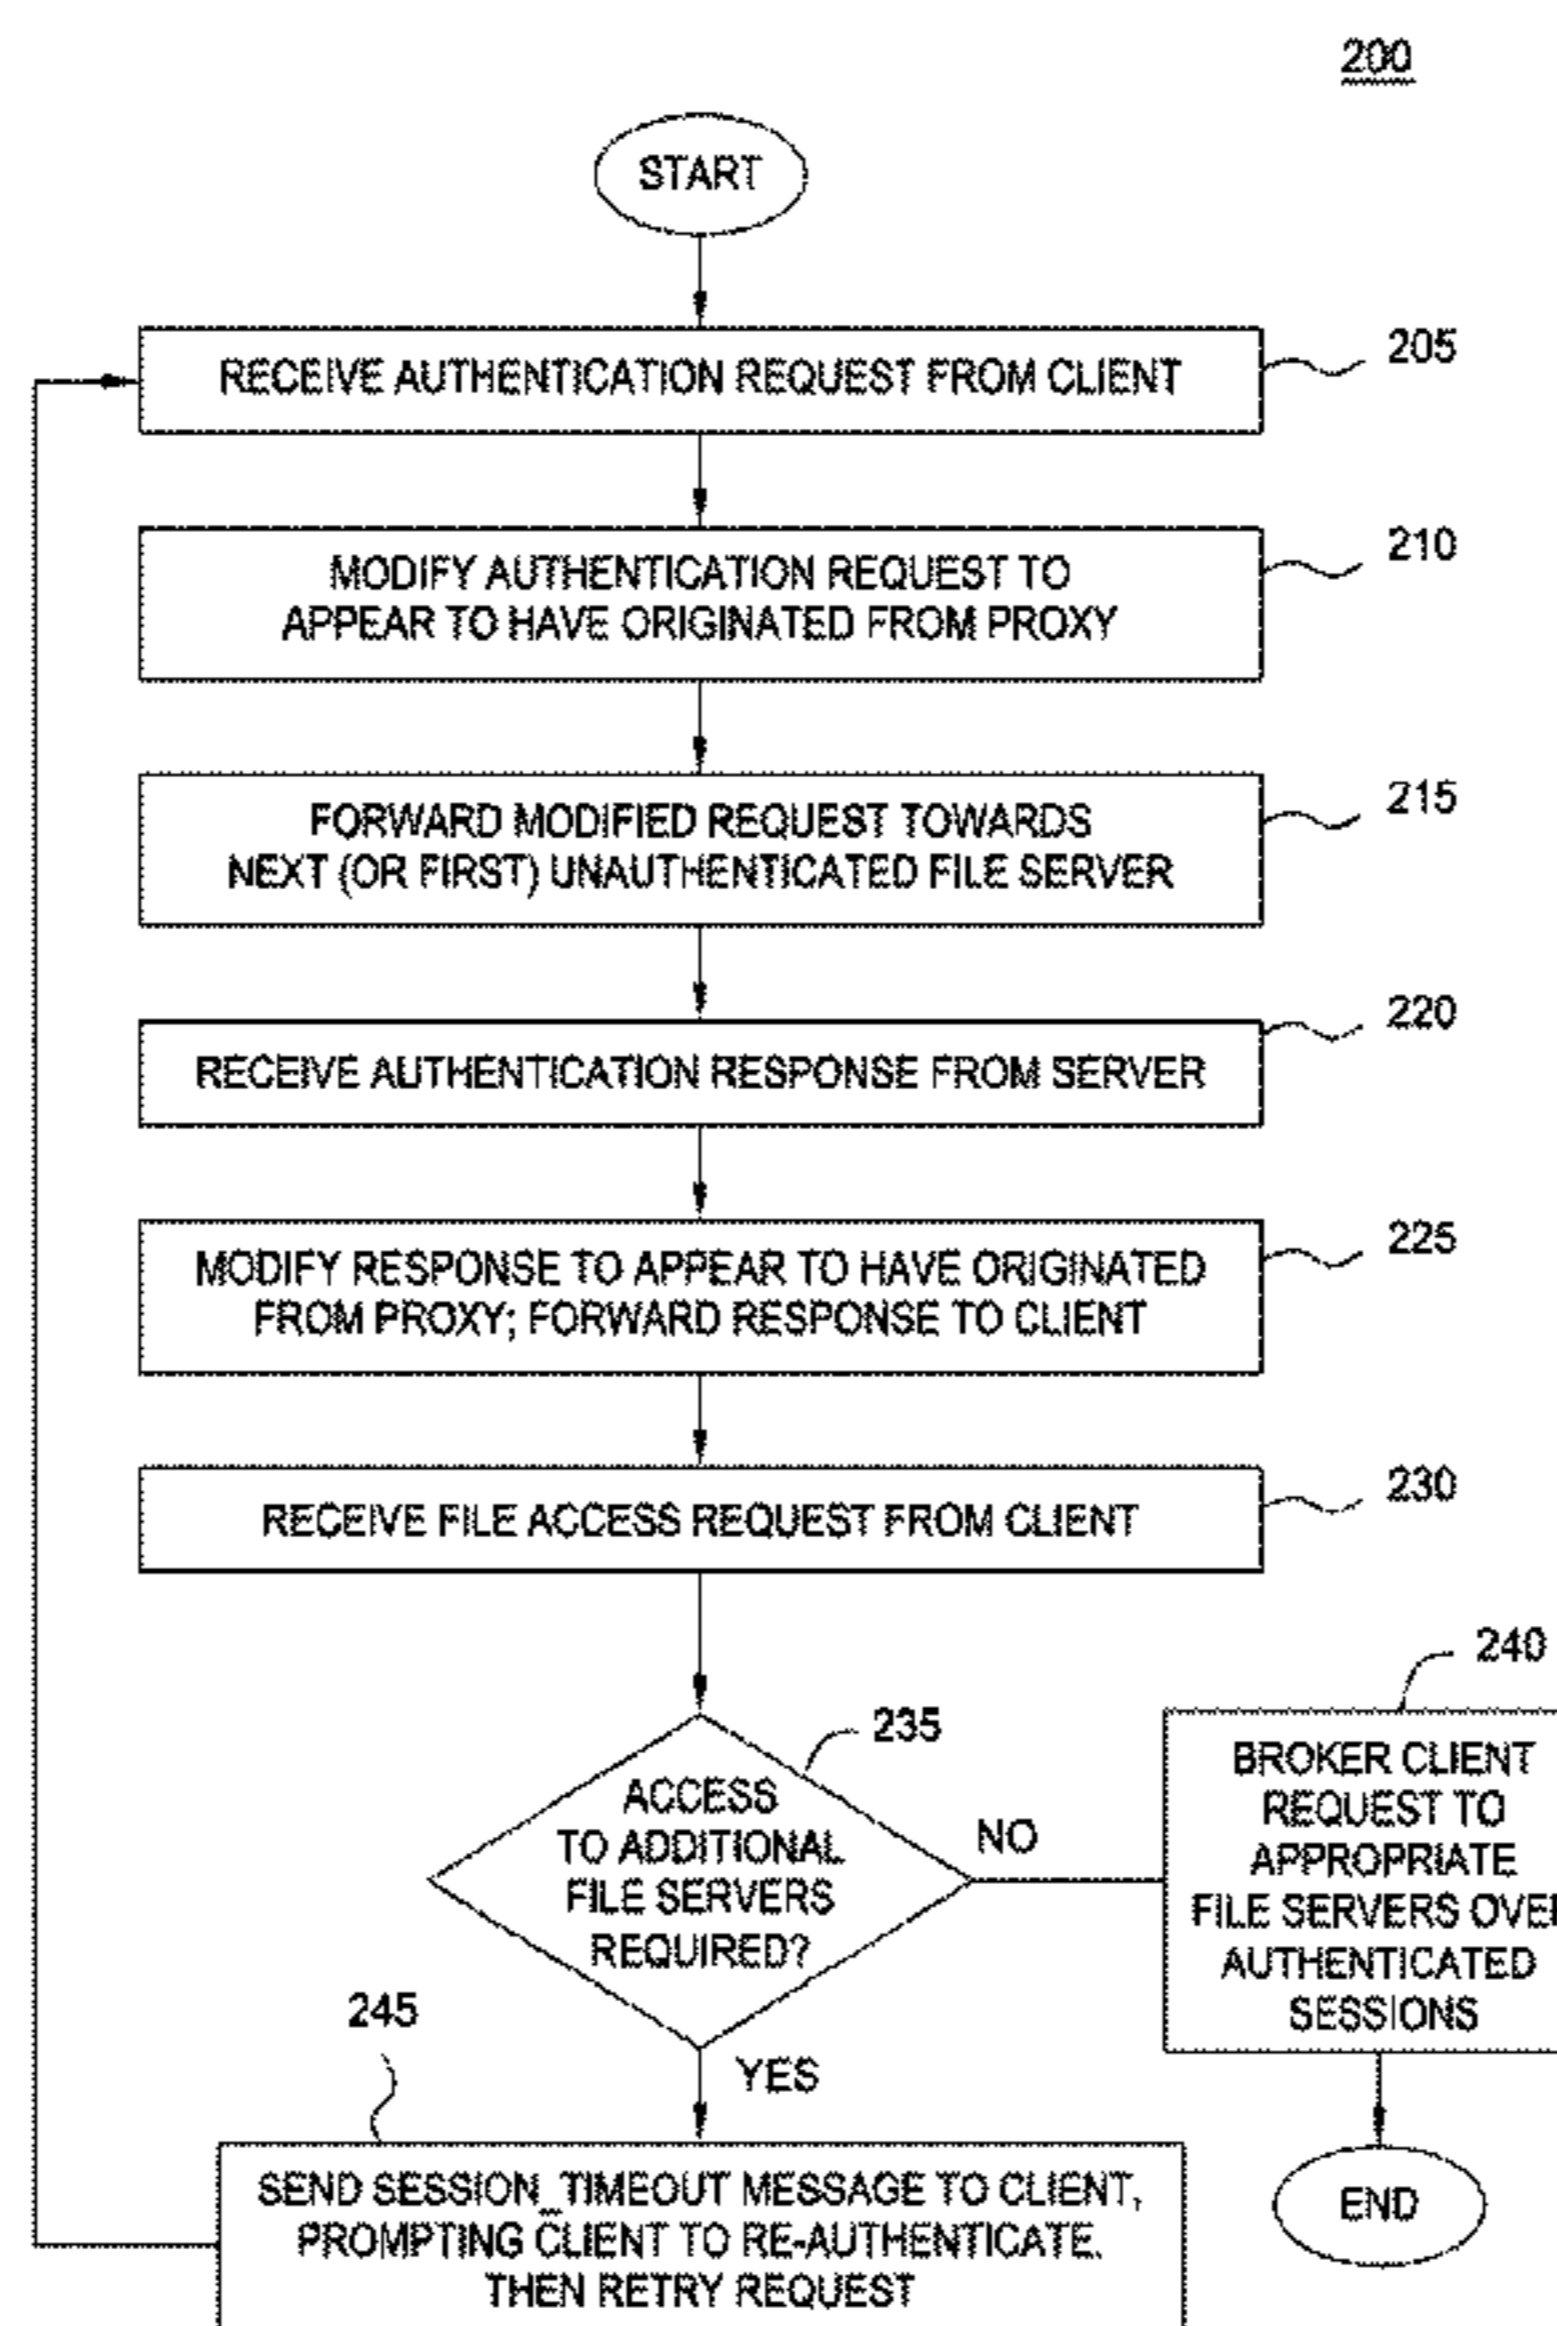 200
START
RECEIVE AUTHENTICATION REQUEST FROM CLIENT
205
MODIFY AUTHENTICATION REQUEST TO
APPEAR TO HAVE ORIGINATED FROM PROXY
210
FORWARD MODIFIED REQUEST TOWARDS
NEXT (OR FIRST) UNAUTHENTICATED FILE SERVER
215
RECEIVE AUTHENTICATION RESPONSE FROM SERVER
220
MODIFY RESPONSE TO APPEAR TO HAVE ORIGINATED
FROM PROXY; FORWARD RESPONSE TO CLIENT
225
RECEIVE FILE ACCESS REQUEST FROM CLIENT
230
ACCESS
TO ADDITIONAL
FILE SERVERS
REQUIRED?
235
NO
240
BROKER CLIENT
REQUEST TO
APPROPRIATE
FILE SERVERS
AUTHENTICATED
SESSIONS
YES
END
245
SEND SESSION_TIMEOUT MESSAGE TO CLIENT,
PROMPTING CLIENT TO RE-AUTHENTICATE,
THEN RETRY REQUEST